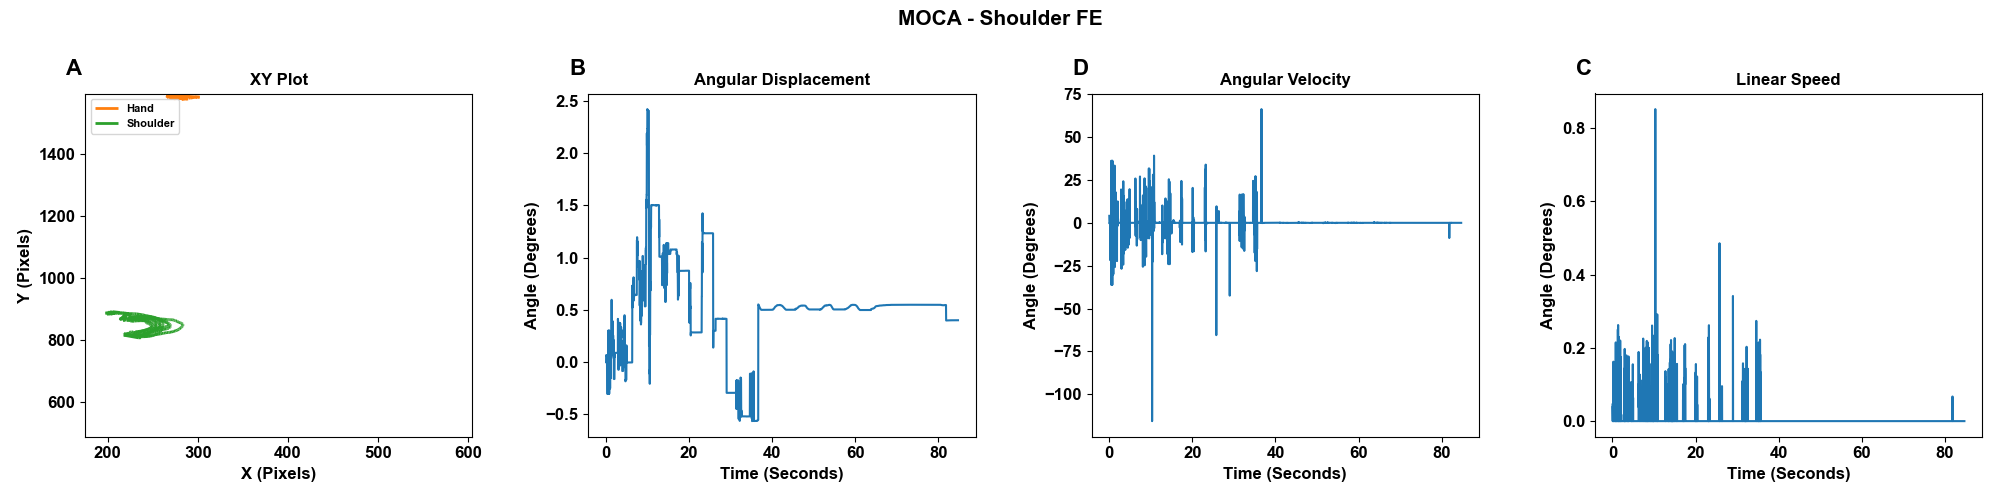 MOCA - Shoulder FE
A
XY Plot
Hand
Shoulder
1400
1200
1000
800
600
200
300
400
500
600
Y (Pixels)
X (Pixels)
B
Angular Displacement
2.5
2.0
1.5
1.0
0.5
0.0
−0.5
0
20
40
60
80
Angle (Degrees)
Time (Seconds)
D
Angular Velocity
75
50
25
0
−25
−50
−75
−100
0
20
40
60
80
Angle (Degrees)
Time (Seconds)
C
Linear Speed
0.8
0.6
0.4
0.2
0.0
0
20
40
60
80
Angle (Degrees)
Time (Seconds)